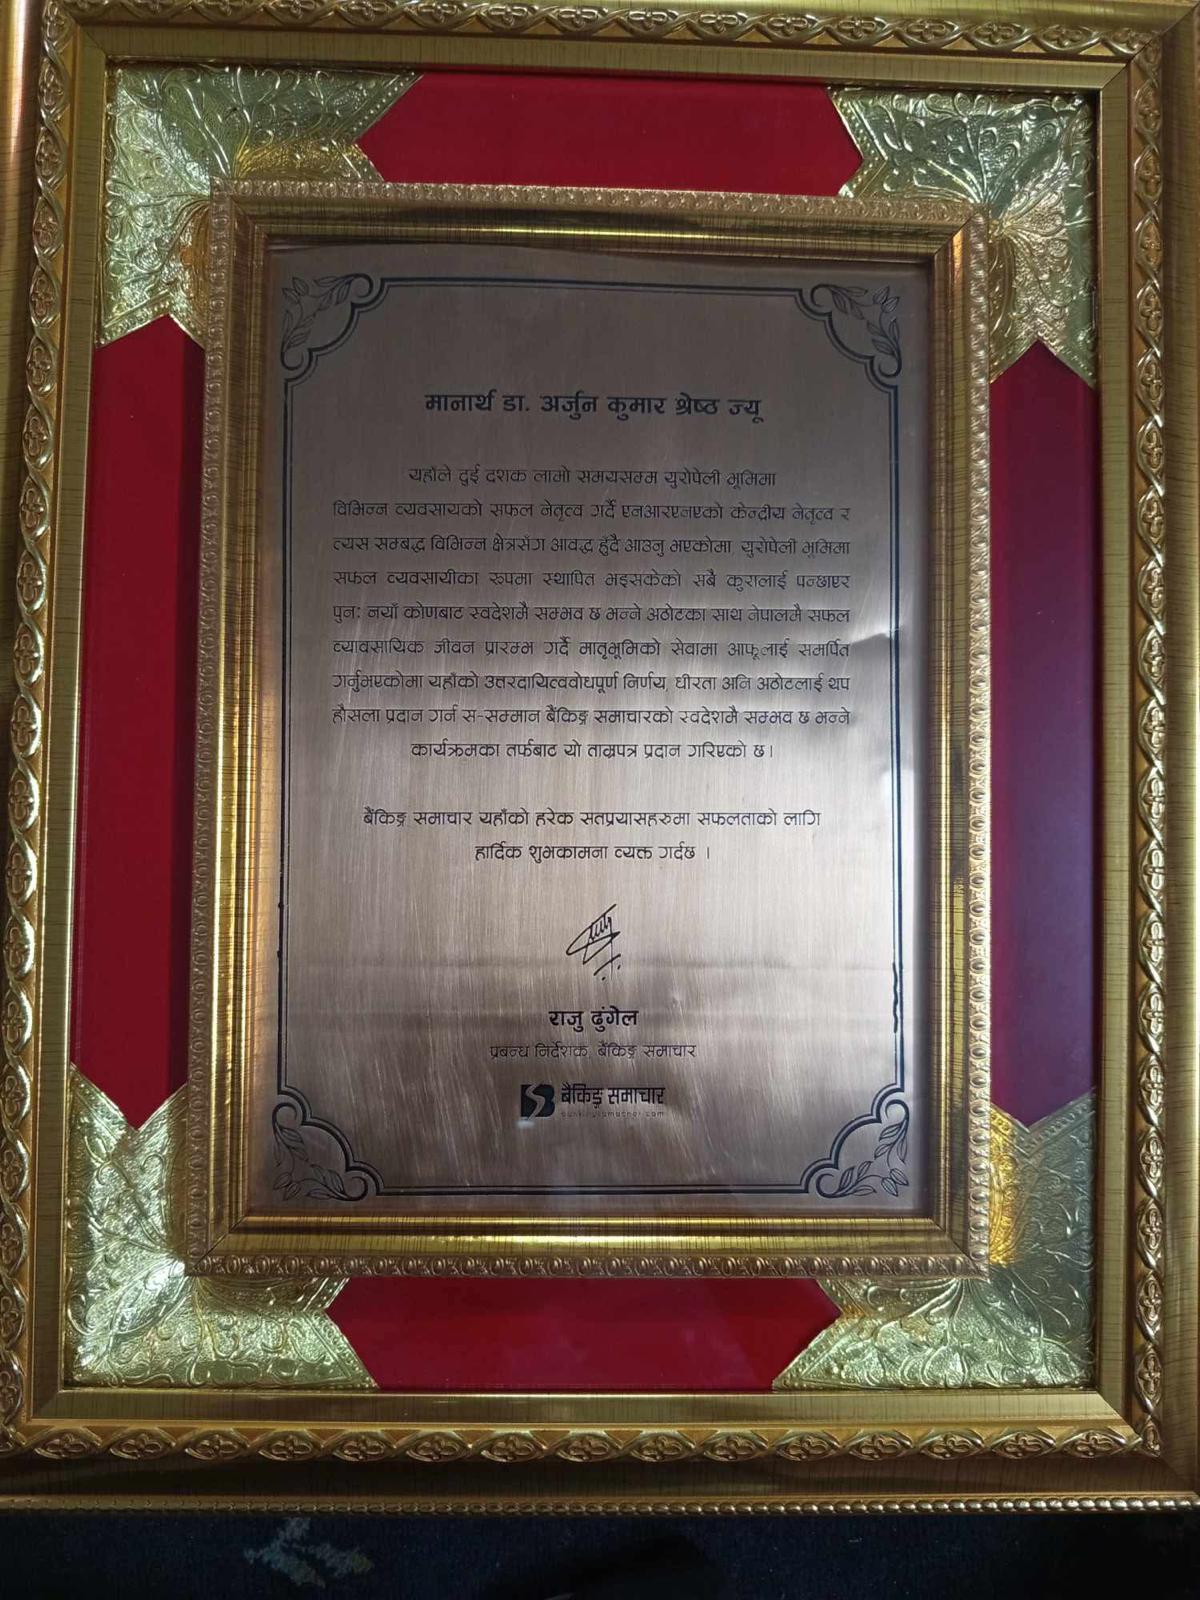 मानार्थ डा. अर्जुन कुमार श्रेष्ठ ज्यू
यहाँले दुई दशक लामो समयसम्म युरोपेली भूमिमा
विभिन्न व्यवसायको सफल नेतृत्व गर्दै एनआरएनएको केन्द्रीय नेतृत्व र
त्यस सम्बद्ध विभिन्न क्षेत्रसँग आवद्ध हुँदै आउनु भएकोमा, युरोपेली भूमिमा
सफल व्यवसायीका रुपमा स्थापित भइसकेको सबै कुरालाई पन्छाएर
पुनः नयाँ कोणबाट स्वदेशमै सम्भव छ भन्ने अठोटका साथ नेपालमै सफल
व्यावसायिक जीवन प्रारम्भ गर्दै मातृभूमिको सेवामा आफूलाई समर्पित
गर्नुभएकोमा यहाँको उत्तरदायित्ववोधपूर्ण निर्णय, धीरता अनि अठोटलाई थप
हौसला प्रदान गर्न स-सम्मान बैंकिङ्ग समाचारको स्वदेशमै सम्भव छ भन्ने
कार्यक्रमका तर्फबाट यो ताम्रपत्र प्रदान गरिएको छ।
बैंकिङ्ग समाचार यहाँको हरेक सतप्रयासहरुमा सफलताको लागि
हार्दिक शुभकामना व्यक्त गर्दछ ।
राजु ढुंगेल
प्रबन्ध निर्देशक, बैंकिङ्ग समाचार
बैंकिङ्ग समाचार
bankingsamachar.com